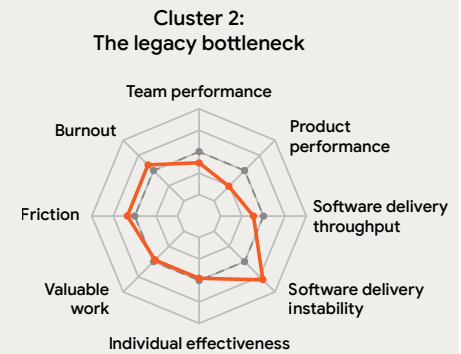 Cluster 2:
The legacy bottleneck
Team performance
Burnout
Product
performance
Friction
Software delivery
throughput
Valuable
work
Software delivery
instability
Individual effectiveness